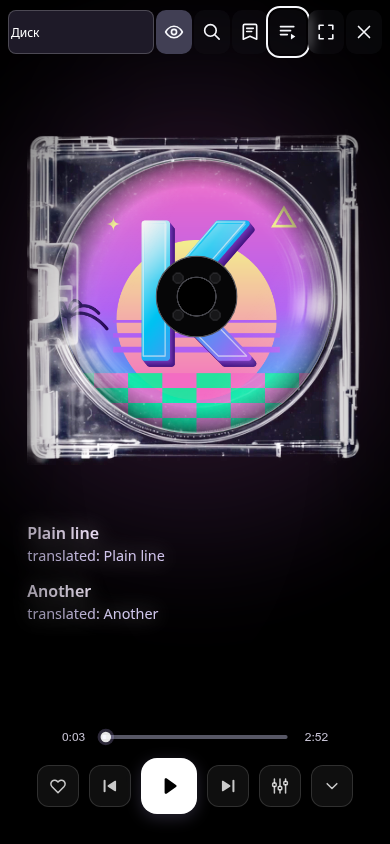 Диск
K
Plain line
translated: Plain line
Another
translated: Another
0:03
2:52